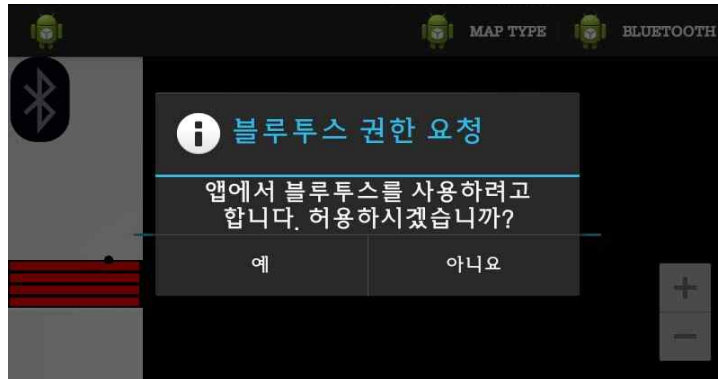 MAP TYPE
BLUETOOTH
블루투스 권한 요청
앱에서 블루투스를 사용하려고
합니다. 허용하시겠습니까?
예
아니요
+
−